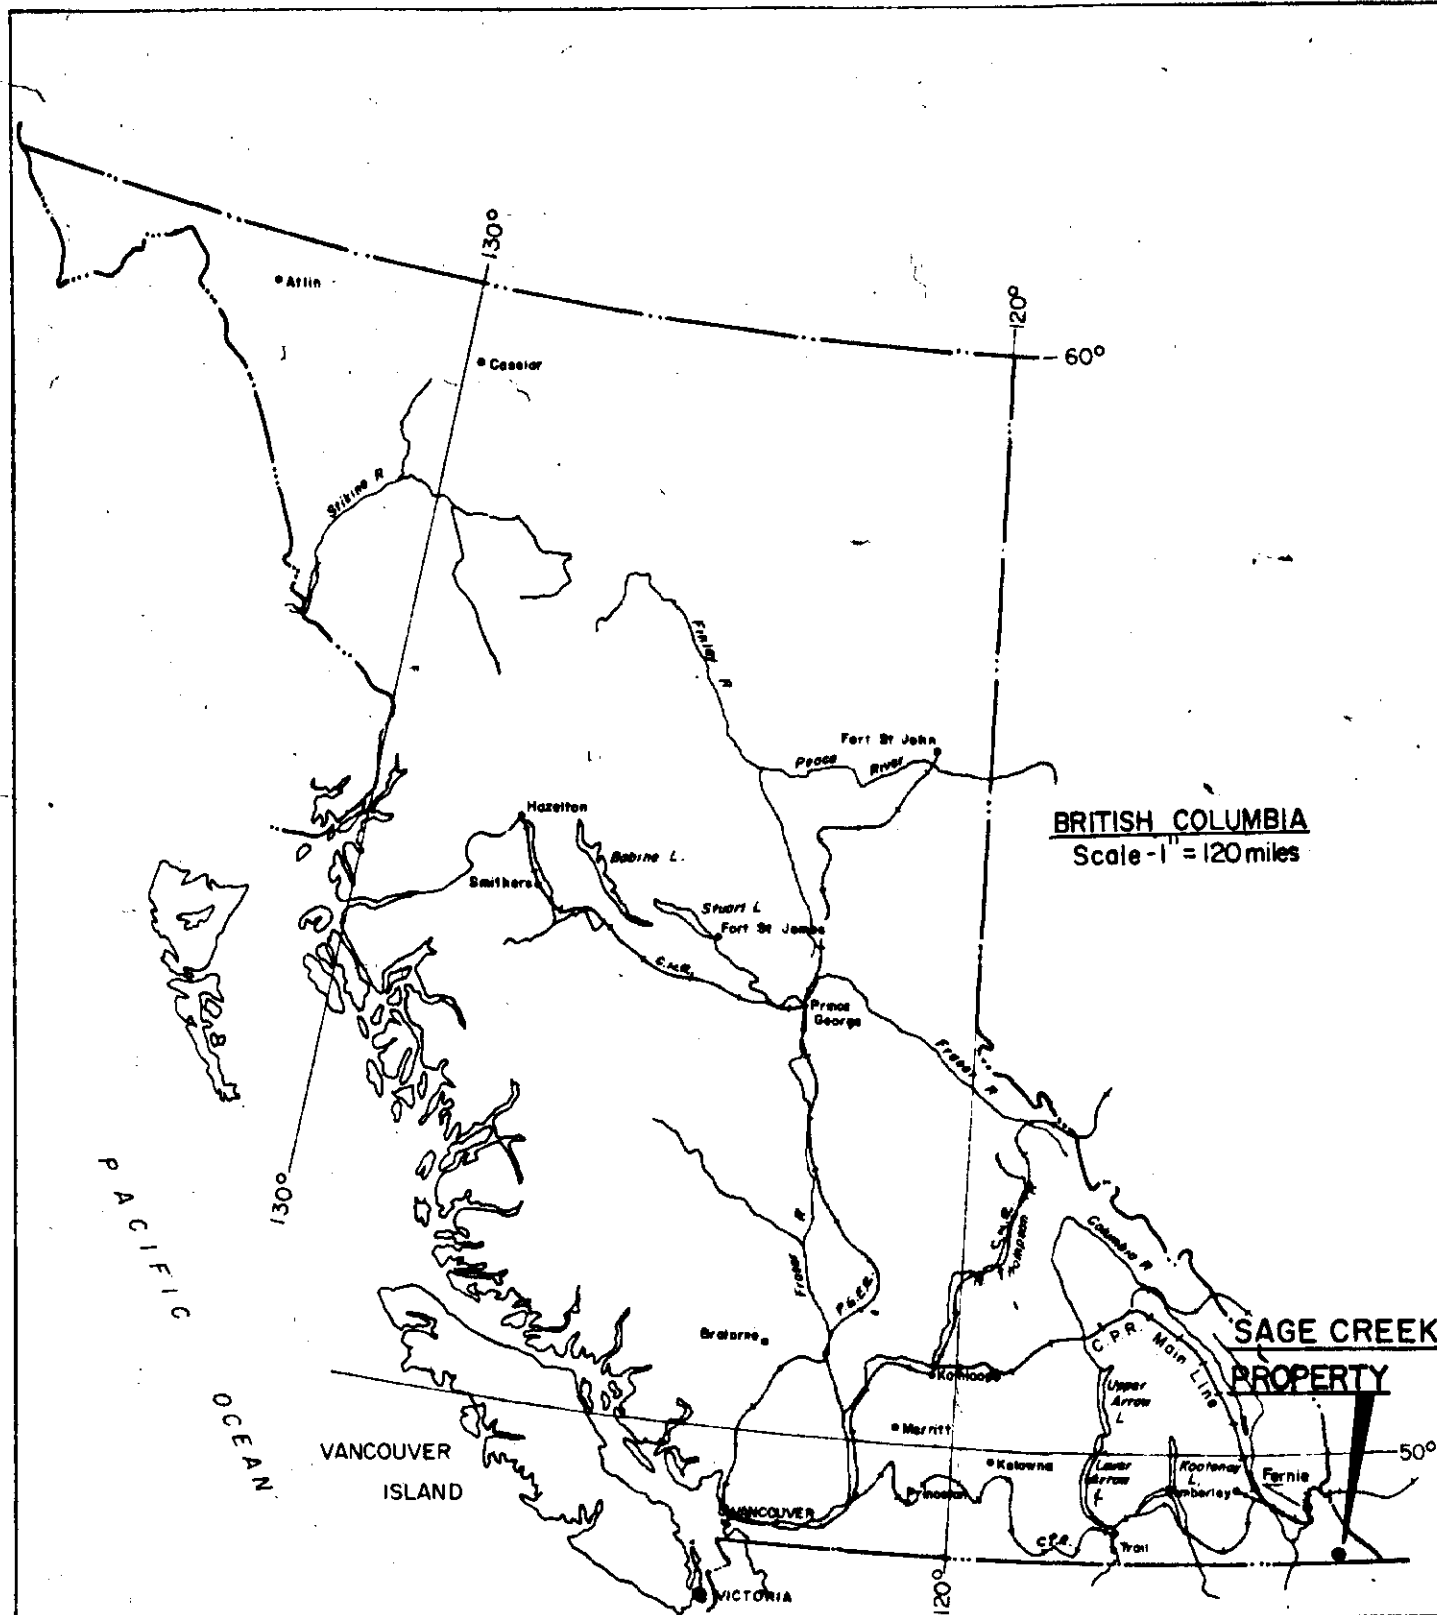 130°
Atlin
120°
60°
Cassiar
Stikine R
Finlay R
Fort St John
Peace River
BRITISH COLUMBIA
Scale - 1" = 120 miles
Hazelton
Babine L.
Smithers
Stuart L
Fort St James
C.N.R.
Prince
George
Fraser R
PACIFIC
OCEAN
130°
C.N.R.
Columbia R
Fraser R
P.G.E.R.
Bralorne
SAGE CREEK
PROPERTY
C.P.R. Main Line
Kamloops
Upper
Arrow
L
Merritt
50°
VANCOUVER
ISLAND
Kelowna
Lower
Arrow
L
Kootenay
L.
Fernie
Princeton
VANCOUVER
C.P.R.
Trail
VICTORIA
120°